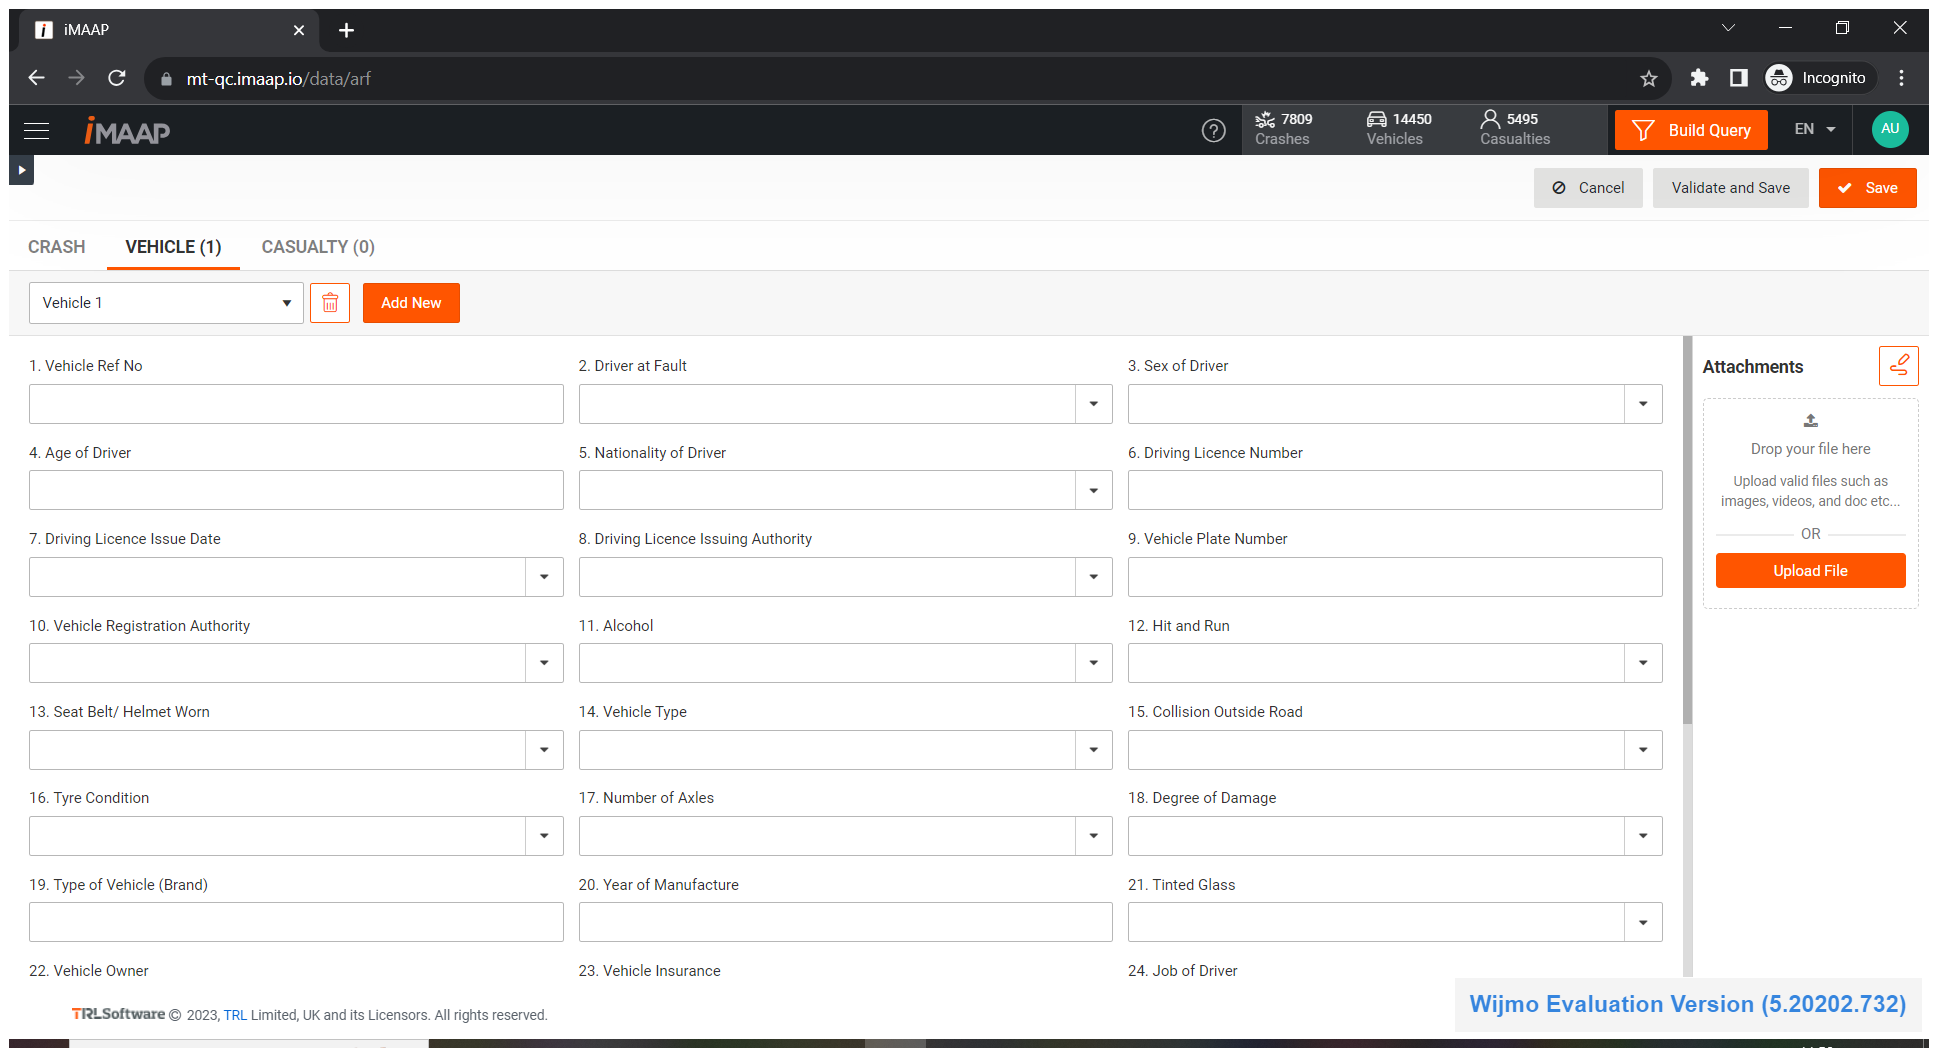 iMAAP
mt-qc.imaap.io/data/arf
Incognito
iMAAP
7809
Crashes
14450
Vehicles
5495
Casualties
Build Query
EN
AU
Cancel
Validate and Save
Save
CRASH
VEHICLE (1)
CASUALTY (0)
Vehicle 1
Add New
1. Vehicle Ref No
2. Driver at Fault
3. Sex of Driver
4. Age of Driver
5. Nationality of Driver
6. Driving Licence Number
7. Driving Licence Issue Date
8. Driving Licence Issuing Authority
9. Vehicle Plate Number
10. Vehicle Registration Authority
11. Alcohol
12. Hit and Run
13. Seat Belt/ Helmet Worn
14. Vehicle Type
15. Collision Outside Road
16. Tyre Condition
17. Number of Axles
18. Degree of Damage
19. Type of Vehicle (Brand)
20. Year of Manufacture
21. Tinted Glass
22. Vehicle Owner
23. Vehicle Insurance
24. Job of Driver
Attachments
Drop your file here
Upload valid files such as
images, videos, and doc etc...
OR
Upload File
TRLSoftware © 2023, TRL Limited, UK and its Licensors. All rights reserved.
Wijmo Evaluation Version (5.20202.732)